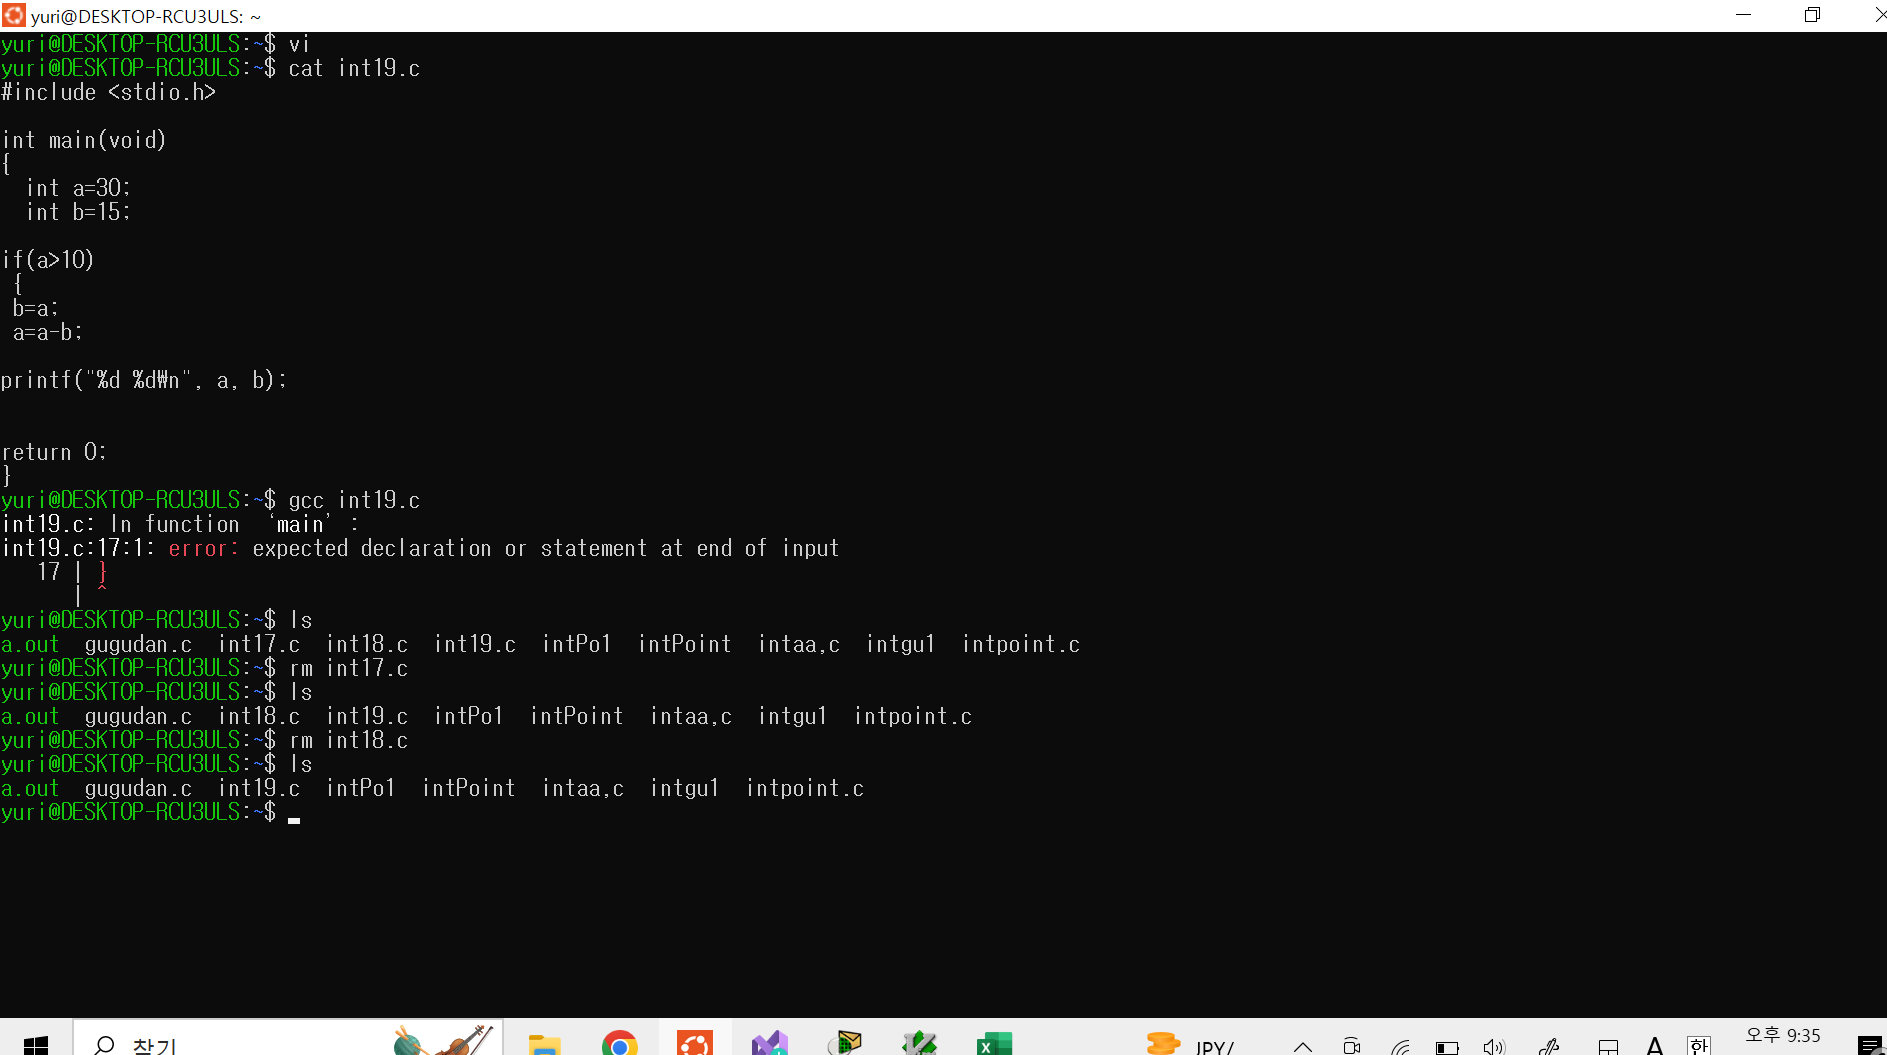 yuri@DESKTOP-RCU3ULS: ~
yuri@DESKTOP-RCU3ULS:~$ vi
yuri@DESKTOP-RCU3ULS:~$ cat int19.c
#include <stdio.h>
int main(void)
{
int a=30;
int b=15;
if(a>10)
{
b=a;
a=a-b;
printf("%d %d₩n", a, b);
return 0;
}
yuri@DESKTOP-RCU3ULS:~$ gcc int19.c
int19.c: In function ‘main’:
int19.c:17:1: error: expected declaration or statement at end of input
17 | }
| ^
yuri@DESKTOP-RCU3ULS:~$ ls
a.out gugudan.c int17.c int18.c int19.c intPo1 intPoint intaa,c intgu1 intpoint.c
yuri@DESKTOP-RCU3ULS:~$ rm int17.c
yuri@DESKTOP-RCU3ULS:~$ ls
a.out gugudan.c int18.c int19.c intPo1 intPoint intaa,c intgu1 intpoint.c
yuri@DESKTOP-RCU3ULS:~$ rm int18.c
yuri@DESKTOP-RCU3ULS:~$ ls
a.out gugudan.c int19.c intPo1 intPoint intaa,c intgu1 intpoint.c
yuri@DESKTOP-RCU3ULS:~$
찾기
JPY/
A
한
오후 9:35